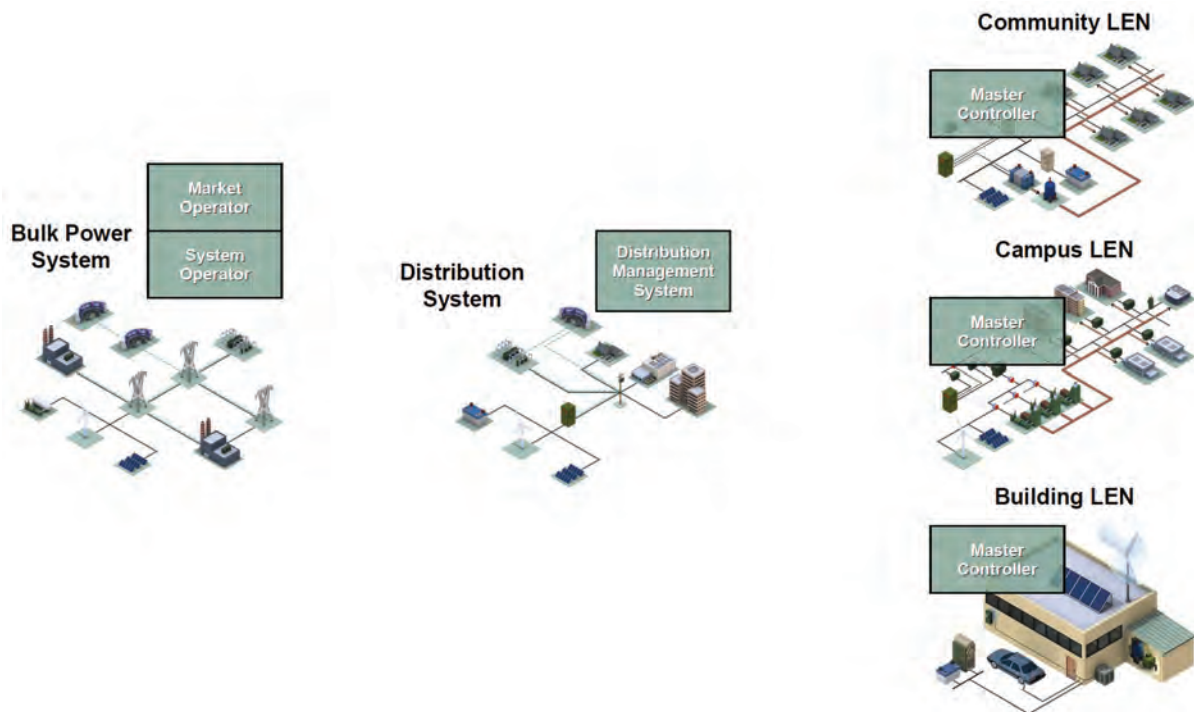 Bulk Power
System
Market
Operator
System
Operator
Distribution
System
Distribution
Management
System
Community LEN
Master
Controller
Campus LEN
Master
Controller
Building LEN
Master
Controller